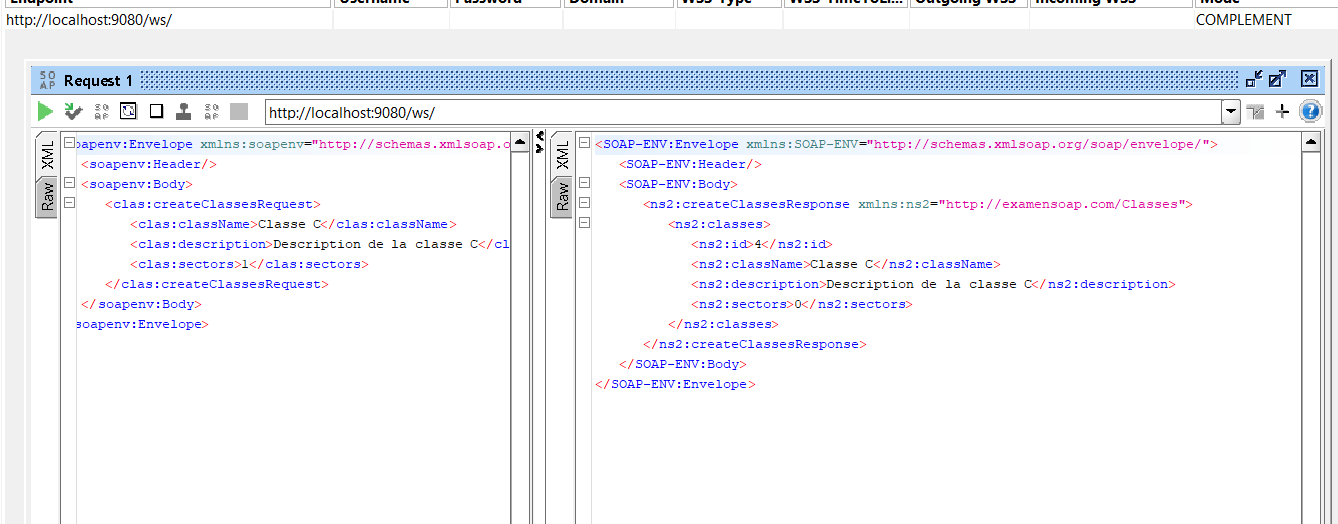 Endpoint Username Password Domain WSS-Type WSS-TimeToLi... Outgoing WSS Incoming WSS Mode
http://localhost:9080/ws/ COMPLEMENT
SO AP Request 1
http://localhost:9080/ws/
XML
Raw
oapenv:Envelope xmlns:soapenv="http://schemas.xmlsoap.o
<soapenv:Header/>
<soapenv:Body>
<clas:createClassesRequest>
<clas:className>Classe C</clas:className>
<clas:description>Description de la classe C</cl
<clas:sectors>1</clas:sectors>
</clas:createClassesRequest>
</soapenv:Body>
soapenv:Envelope>
XML
Raw
<SOAP-ENV:Envelope xmlns:SOAP-ENV="http://schemas.xmlsoap.org/soap/envelope/">
<SOAP-ENV:Header/>
<SOAP-ENV:Body>
<ns2:createClassesResponse xmlns:ns2="http://examensoap.com/Classes">
<ns2:classes>
<ns2:id>4</ns2:id>
<ns2:className>Classe C</ns2:className>
<ns2:description>Description de la classe C</ns2:description>
<ns2:sectors>0</ns2:sectors>
</ns2:classes>
</ns2:createClassesResponse>
</SOAP-ENV:Body>
</SOAP-ENV:Envelope>